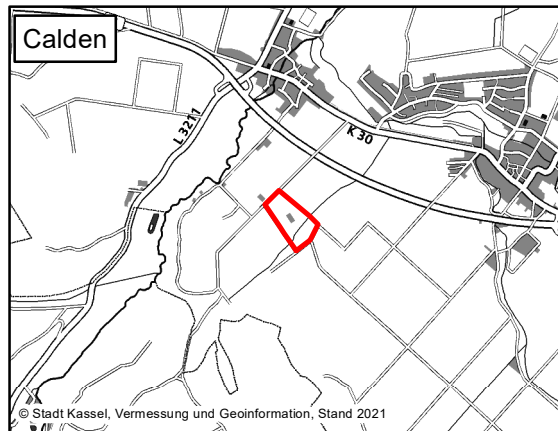 Calden
L 3211
K 30
© Stadt Kassel, Vermessung und Geoinformation, Stand 2021